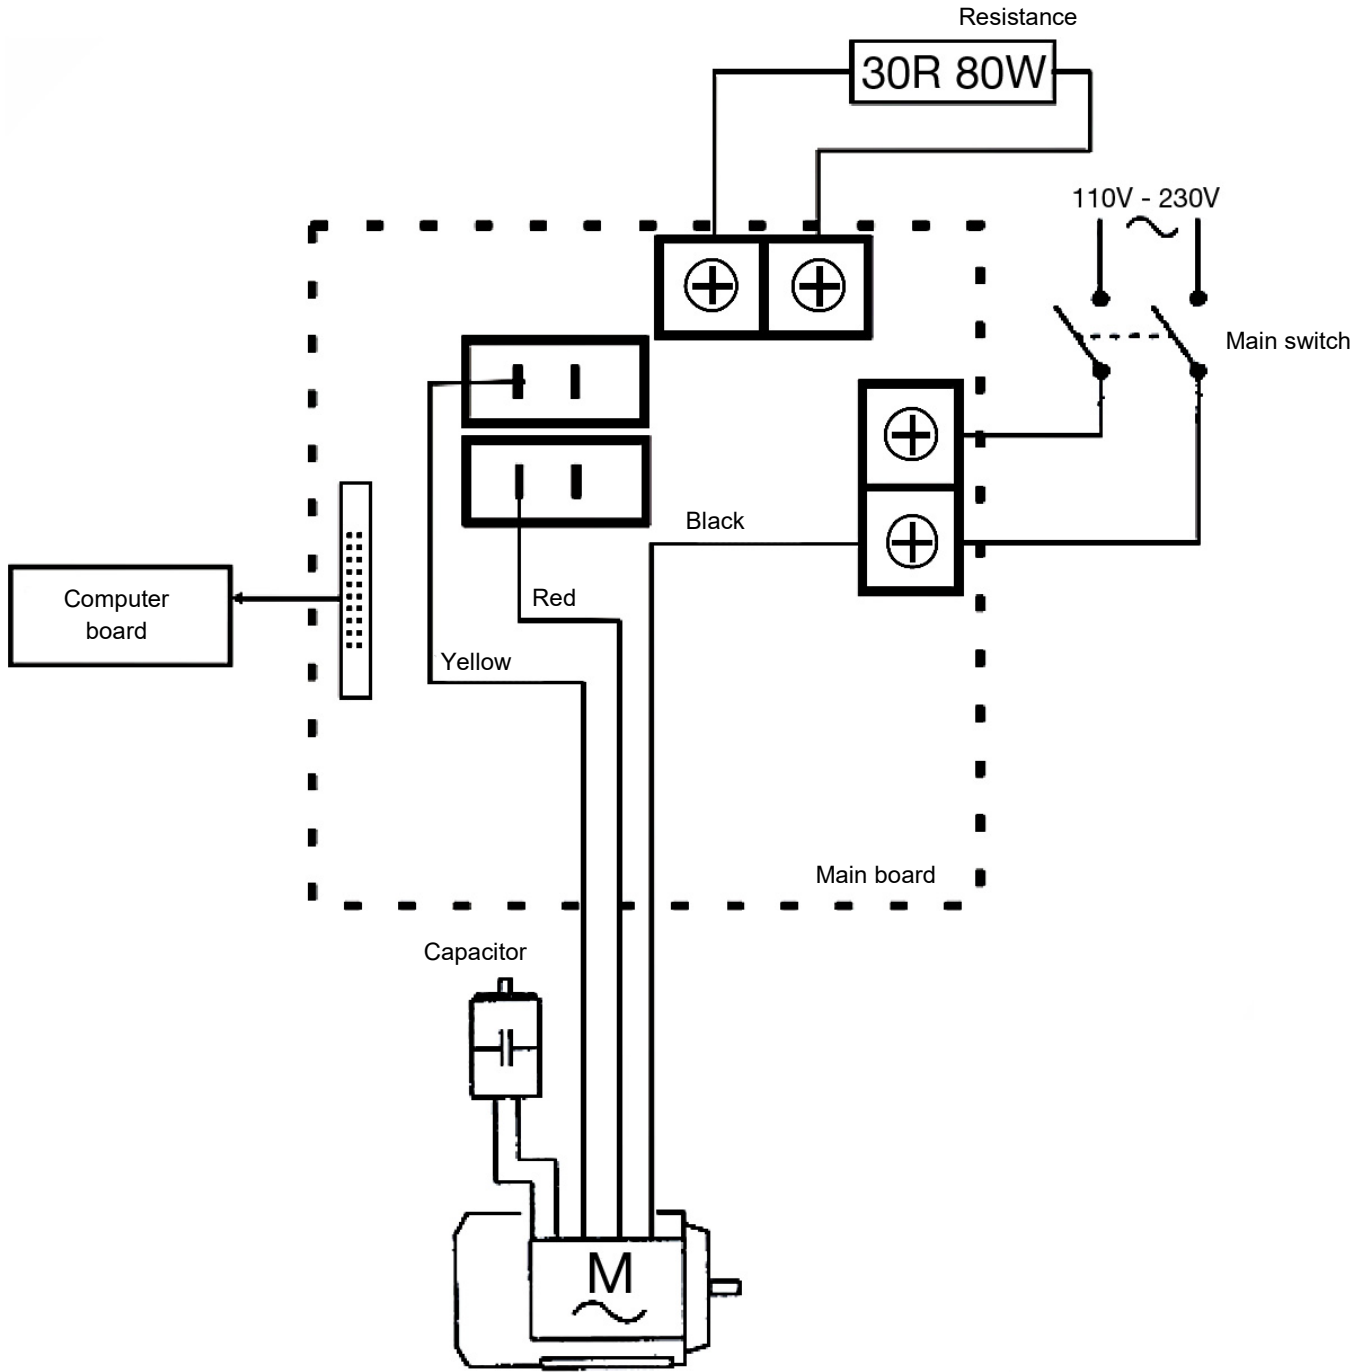 Resistance
30R 80W
110V - 230V
Main switch
Black
Computer
board
Red
Yellow
Main board
Capacitor
M